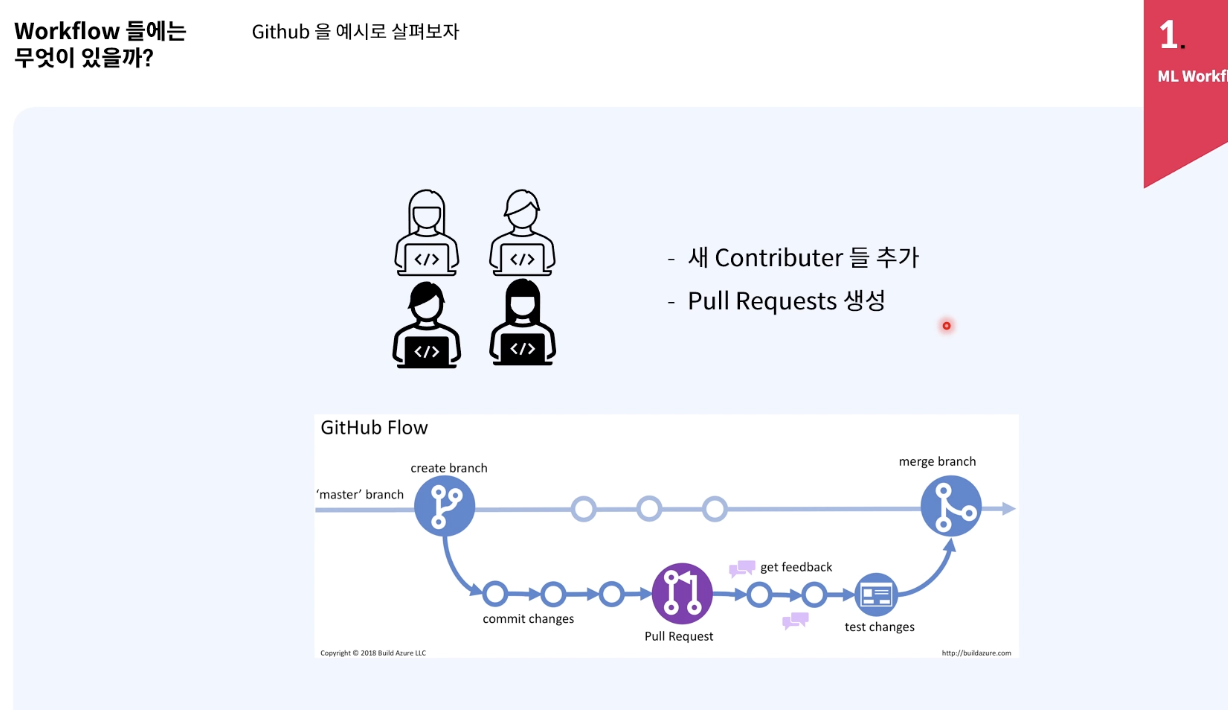 Workflow 들에는
무엇이 있을까?
Github 을 예시로 살펴보자
1.
ML Workfl
</>
</>
</>
</>
- 새 Contributer 들 추가
- Pull Requests 생성
GitHub Flow
create branch
merge branch
'master' branch
get feedback
commit changes
test changes
Pull Request
Copyright © 2018 Build Azure LLC
http://buildazure.com